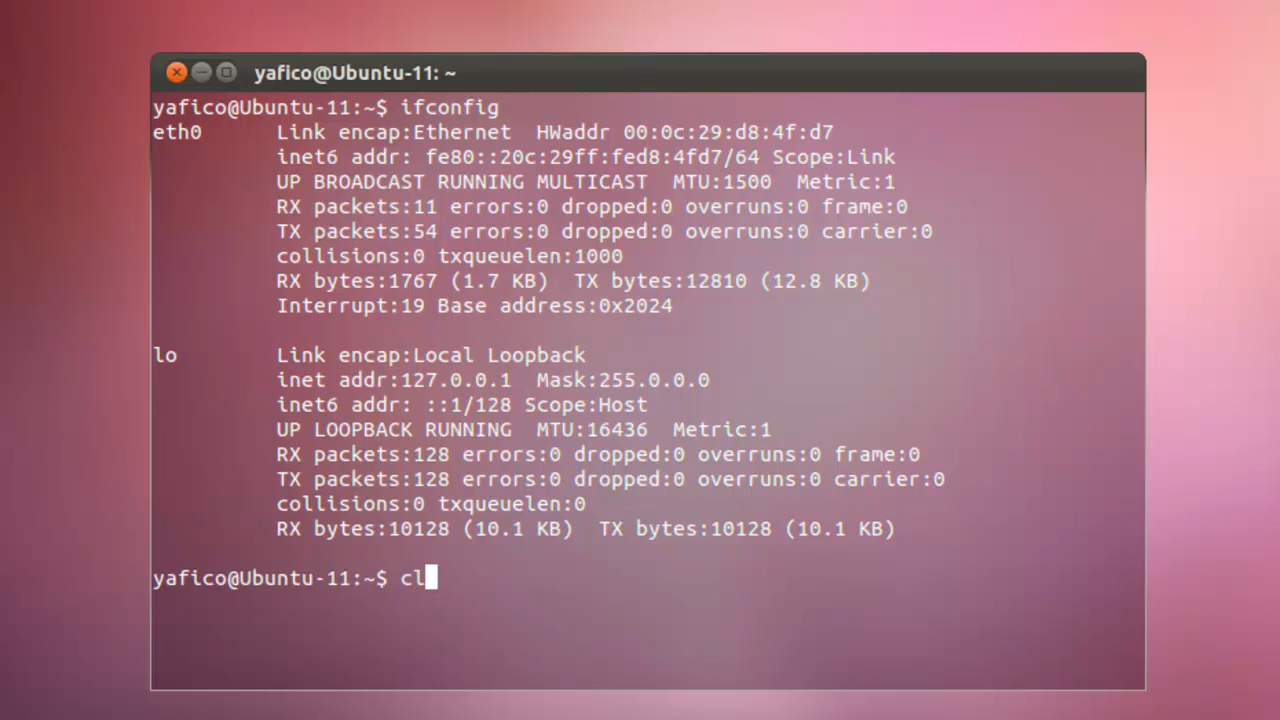 yafico@Ubuntu-11: ~
yafico@Ubuntu-11:~$ ifconfig
eth0      Link encap:Ethernet  HWaddr 00:0c:29:d8:4f:d7
          inet6 addr: fe80::20c:29ff:fed8:4fd7/64 Scope:Link
          UP BROADCAST RUNNING MULTICAST  MTU:1500  Metric:1
          RX packets:11 errors:0 dropped:0 overruns:0 frame:0
          TX packets:54 errors:0 dropped:0 overruns:0 carrier:0
          collisions:0 txqueuelen:1000
          RX bytes:1767 (1.7 KB)  TX bytes:12810 (12.8 KB)
          Interrupt:19 Base address:0x2024
lo        Link encap:Local Loopback
          inet addr:127.0.0.1  Mask:255.0.0.0
          inet6 addr: ::1/128 Scope:Host
          UP LOOPBACK RUNNING  MTU:16436  Metric:1
          RX packets:128 errors:0 dropped:0 overruns:0 frame:0
          TX packets:128 errors:0 dropped:0 overruns:0 carrier:0
          collisions:0 txqueuelen:0
          RX bytes:10128 (10.1 KB)  TX bytes:10128 (10.1 KB)
yafico@Ubuntu-11:~$ cl